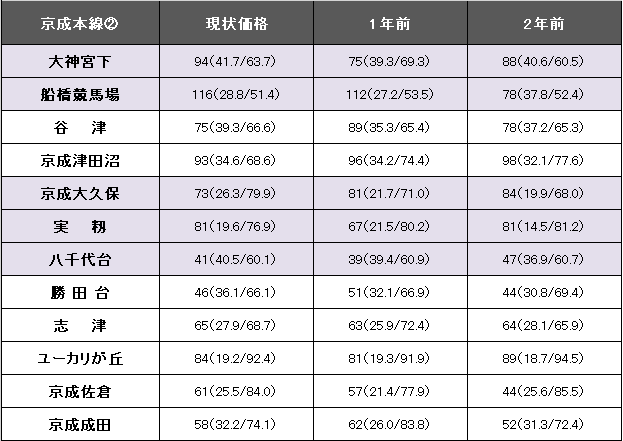 京成本線② 現状価格 1年前 2年前
大神宮下 94(41.7/63.7) 75(39.3/69.3) 88(40.6/60.5)
船橋競馬場 116(28.8/51.4) 112(27.2/53.5) 78(37.8/52.4)
谷 津 75(39.3/66.6) 89(35.3/65.4) 78(37.2/65.3)
京成津田沼 93(34.6/68.6) 96(34.2/74.4) 98(32.1/77.6)
京成大久保 73(26.3/79.9) 81(21.7/71.0) 84(19.9/68.0)
実 籾 81(19.6/76.9) 67(21.5/80.2) 81(14.5/81.2)
八千代台 41(40.5/60.1) 39(39.4/60.9) 47(36.9/60.7)
勝 田 台 46(36.1/66.1) 51(32.1/66.9) 44(30.8/69.4)
志 津 65(27.9/68.7) 63(25.9/72.4) 64(28.1/65.9)
ユーカリが丘 84(19.2/92.4) 81(19.3/91.9) 89(18.7/94.5)
京成佐倉 61(25.5/84.0) 57(21.4/77.9) 44(25.6/85.5)
京成成田 58(32.2/74.1) 62(26.0/83.8) 52(31.3/72.4)